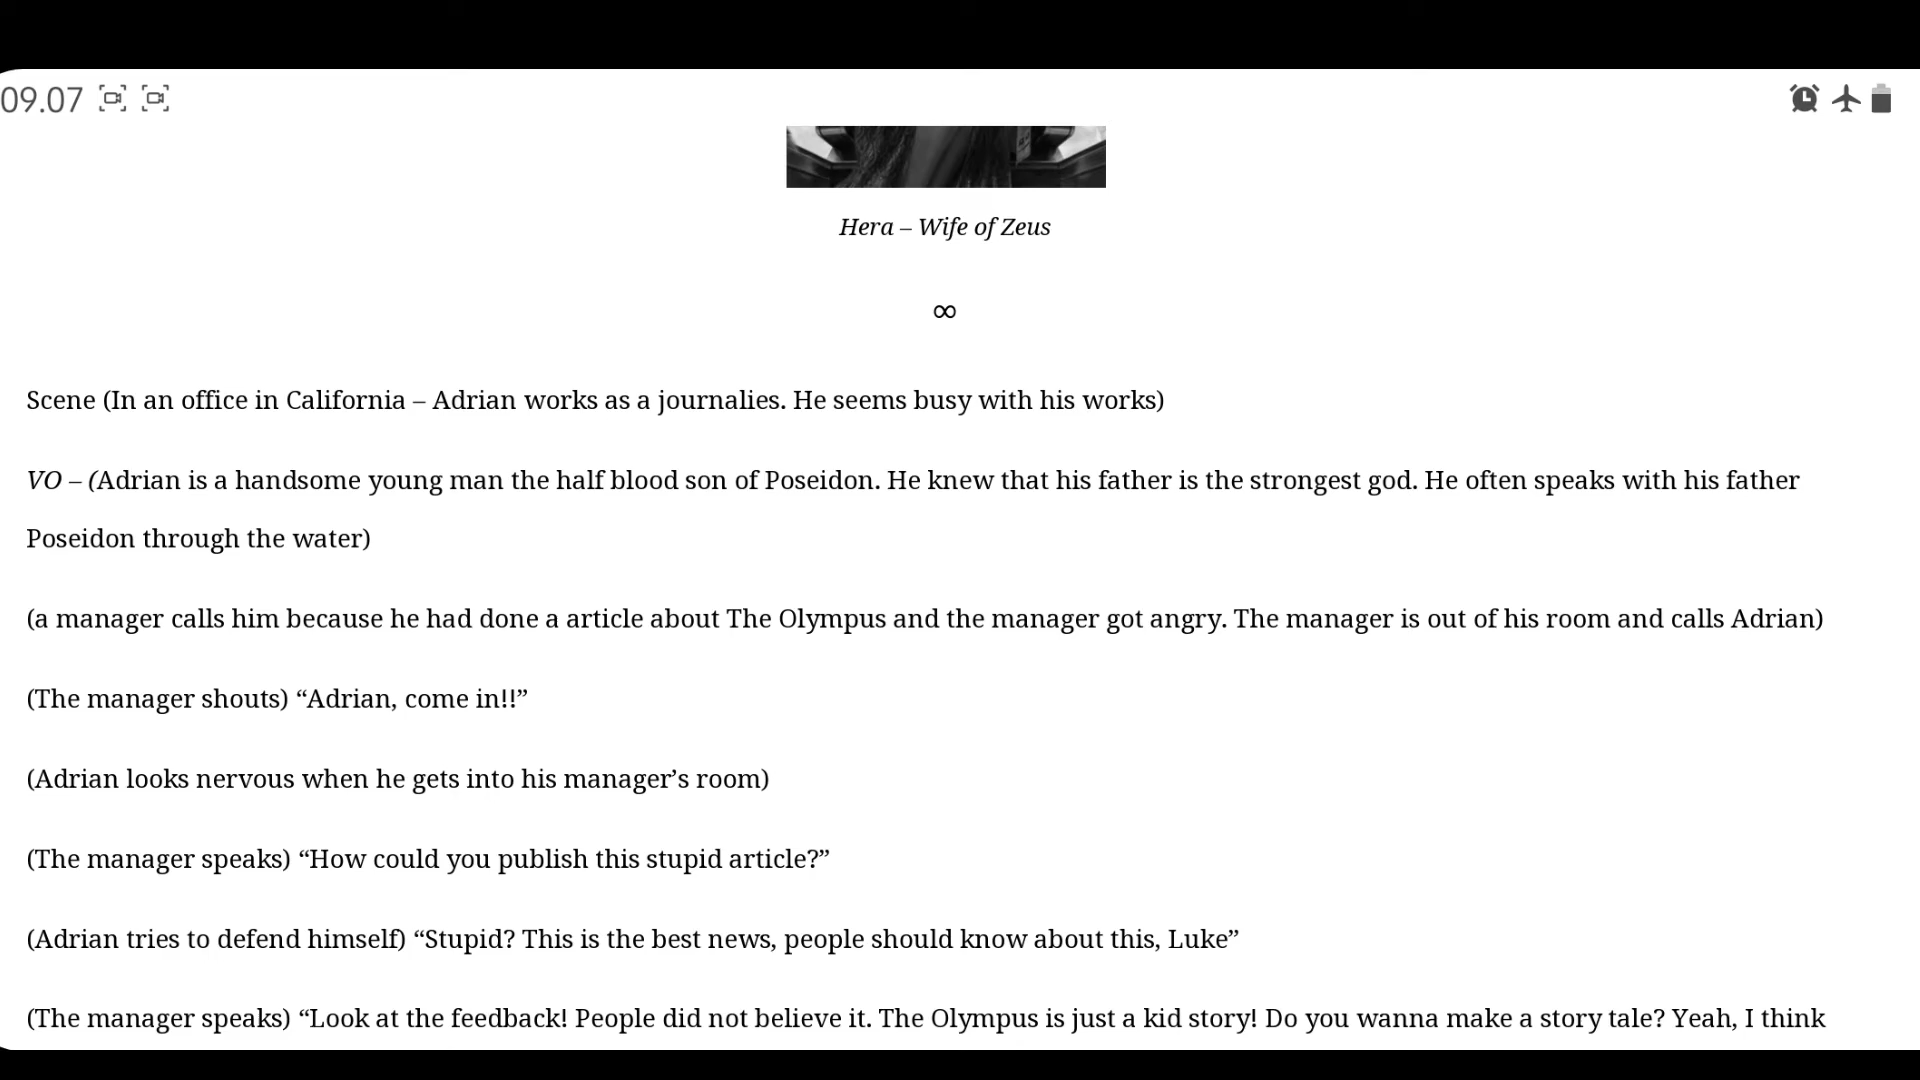 09.07
Hera – Wife of Zeus
∞
Scene (In an office in California – Adrian works as a journalies. He seems busy with his works)
VO – (Adrian is a handsome young man the half blood son of Poseidon. He knew that his father is the strongest god. He often speaks with his father
Poseidon through the water)
(a manager calls him because he had done a article about The Olympus and the manager got angry. The manager is out of his room and calls Adrian)
(The manager shouts) “Adrian, come in!!”
(Adrian looks nervous when he gets into his manager’s room)
(The manager speaks) “How could you publish this stupid article?”
(Adrian tries to defend himself) “Stupid? This is the best news, people should know about this, Luke”
(The manager speaks) “Look at the feedback! People did not believe it. The Olympus is just a kid story! Do you wanna make a story tale? Yeah, I think